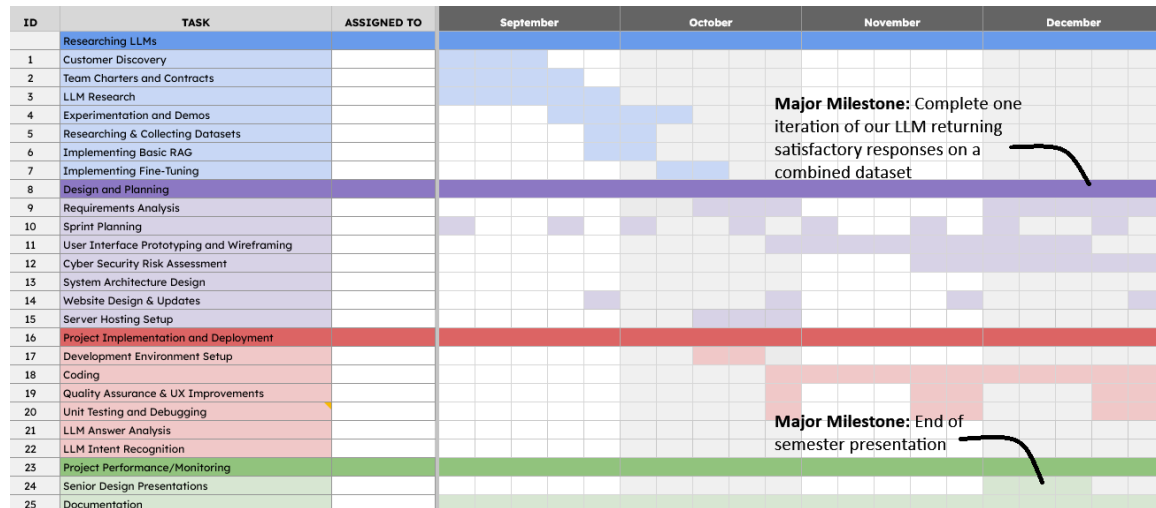 ID TASK ASSIGNED TO September October November December
Researching LLMs
1 Customer Discovery
2 Team Charters and Contracts
3 LLM Research
4 Experimentation and Demos
5 Researching & Collecting Datasets
6 Implementing Basic RAG
7 Implementing Fine-Tuning
Major Milestone: Complete one
iteration of our LLM returning
satisfactory responses on a
combined dataset
8 Design and Planning
9 Requirements Analysis
10 Sprint Planning
11 User Interface Prototyping and Wireframing
12 Cyber Security Risk Assessment
13 System Architecture Design
14 Website Design & Updates
15 Server Hosting Setup
16 Project Implementation and Deployment
17 Development Environment Setup
18 Coding
19 Quality Assurance & UX Improvements
20 Unit Testing and Debugging
21 LLM Answer Analysis
22 LLM Intent Recognition
Major Milestone: End of
semester presentation
23 Project Performance/Monitoring
24 Senior Design Presentations
25 Documentation